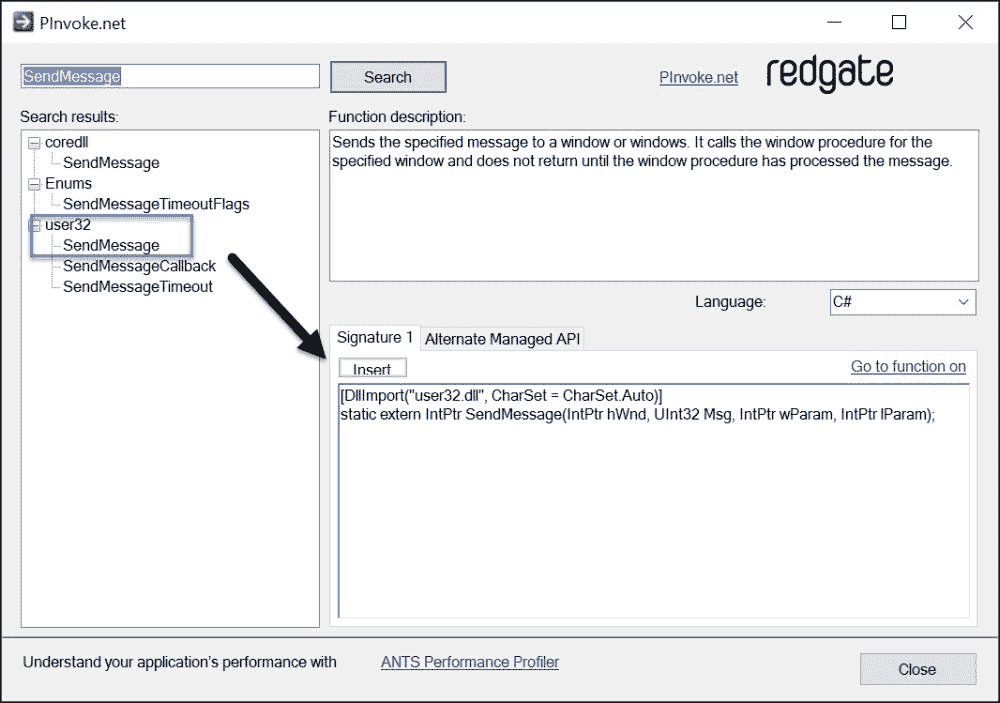 PInvoke.net
SendMessage
Search
PInvoke.net
redgate
Search results:
Function description:
coredll
SendMessage
Enums
SendMessageTimeoutFlags
user32
SendMessage
SendMessageCallback
SendMessageTimeout
Sends the specified message to a window or windows. It calls the window procedure for the
specified window and does not return until the window procedure has processed the message.
Language:
C#
Signature 1
Alternate Managed API
Insert
Go to function on
[DllImport("user32.dll", CharSet = CharSet.Auto)]
static extern IntPtr SendMessage(IntPtr hWnd, UInt32 Msg, IntPtr wParam, IntPtr lParam);
Understand your application's performance with
ANTS Performance Profiler
Close